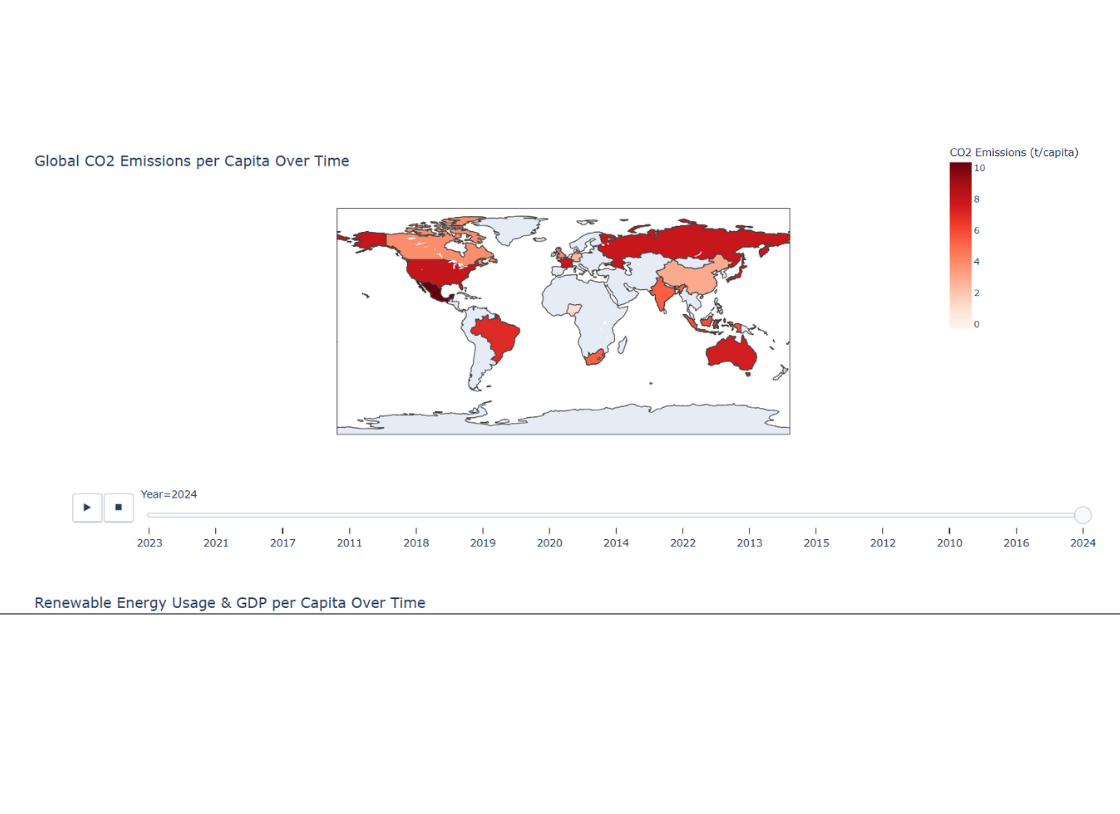 Global CO2 Emissions per Capita Over Time
CO2 Emissions (t/capita)
10
8
6
4
2
0
Year=2024
2023 2021 2017 2011 2018 2019 2020 2014 2022 2013 2015 2012 2010 2016 2024
Renewable Energy Usage & GDP per Capita Over Time